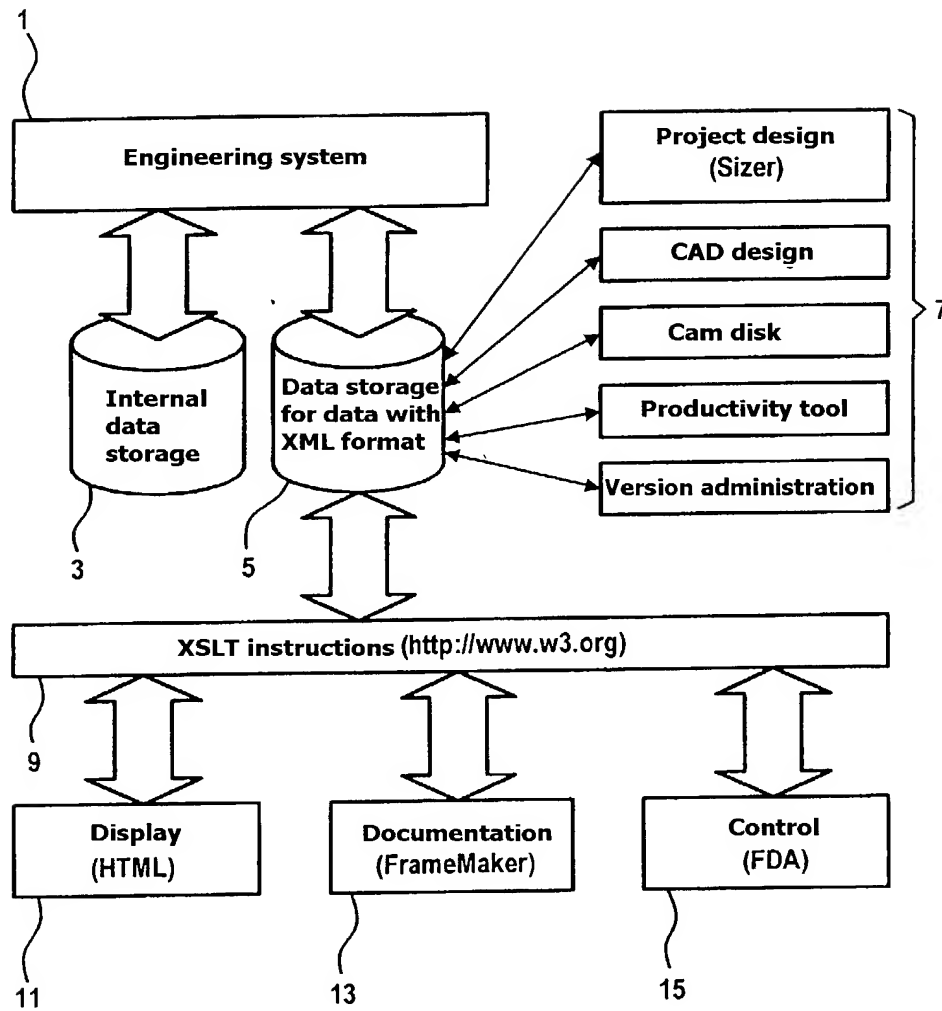 1
Engineering system
Project design
(Sizer)
CAD design
Cam disk
Productivity tool
Version administration
7
Internal
data
storage
Data storage
for data with
XML format
3
5
XSLT instructions (http://www.w3.org)
9
Display
(HTML)
Documentation
(FrameMaker)
Control
(FDA)
11
13
15